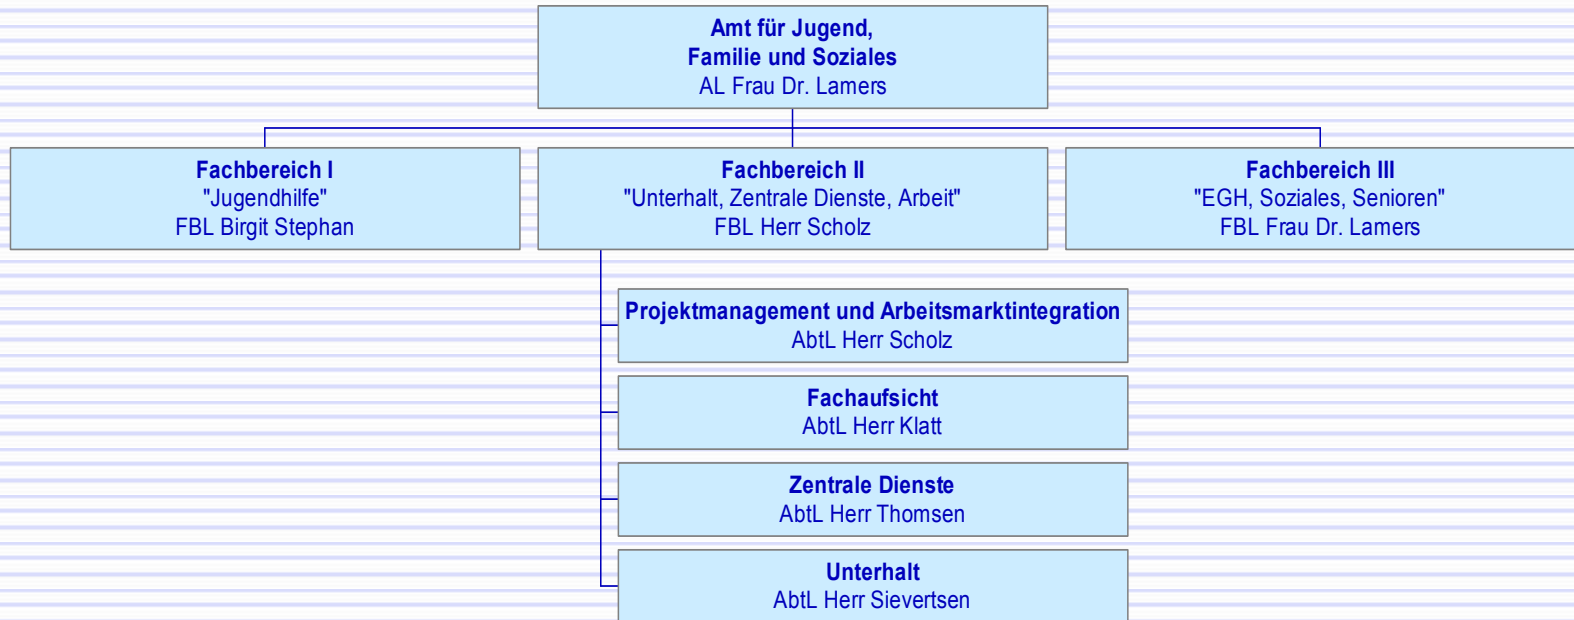 Amt für Jugend,
Familie und Soziales
AL Frau Dr. Lamers
Fachbereich I
"Jugendhilfe"
FBL Birgit Stephan
Fachbereich II
"Unterhalt, Zentrale Dienste, Arbeit"
FBL Herr Scholz
Fachbereich III
"EGH, Soziales, Senioren"
FBL Frau Dr. Lamers
Projektmanagement und Arbeitsmarktintegration
AbtL Herr Scholz
Fachaufsicht
AbtL Herr Klatt
Zentrale Dienste
AbtL Herr Thomsen
Unterhalt
AbtL Herr Sievertsen